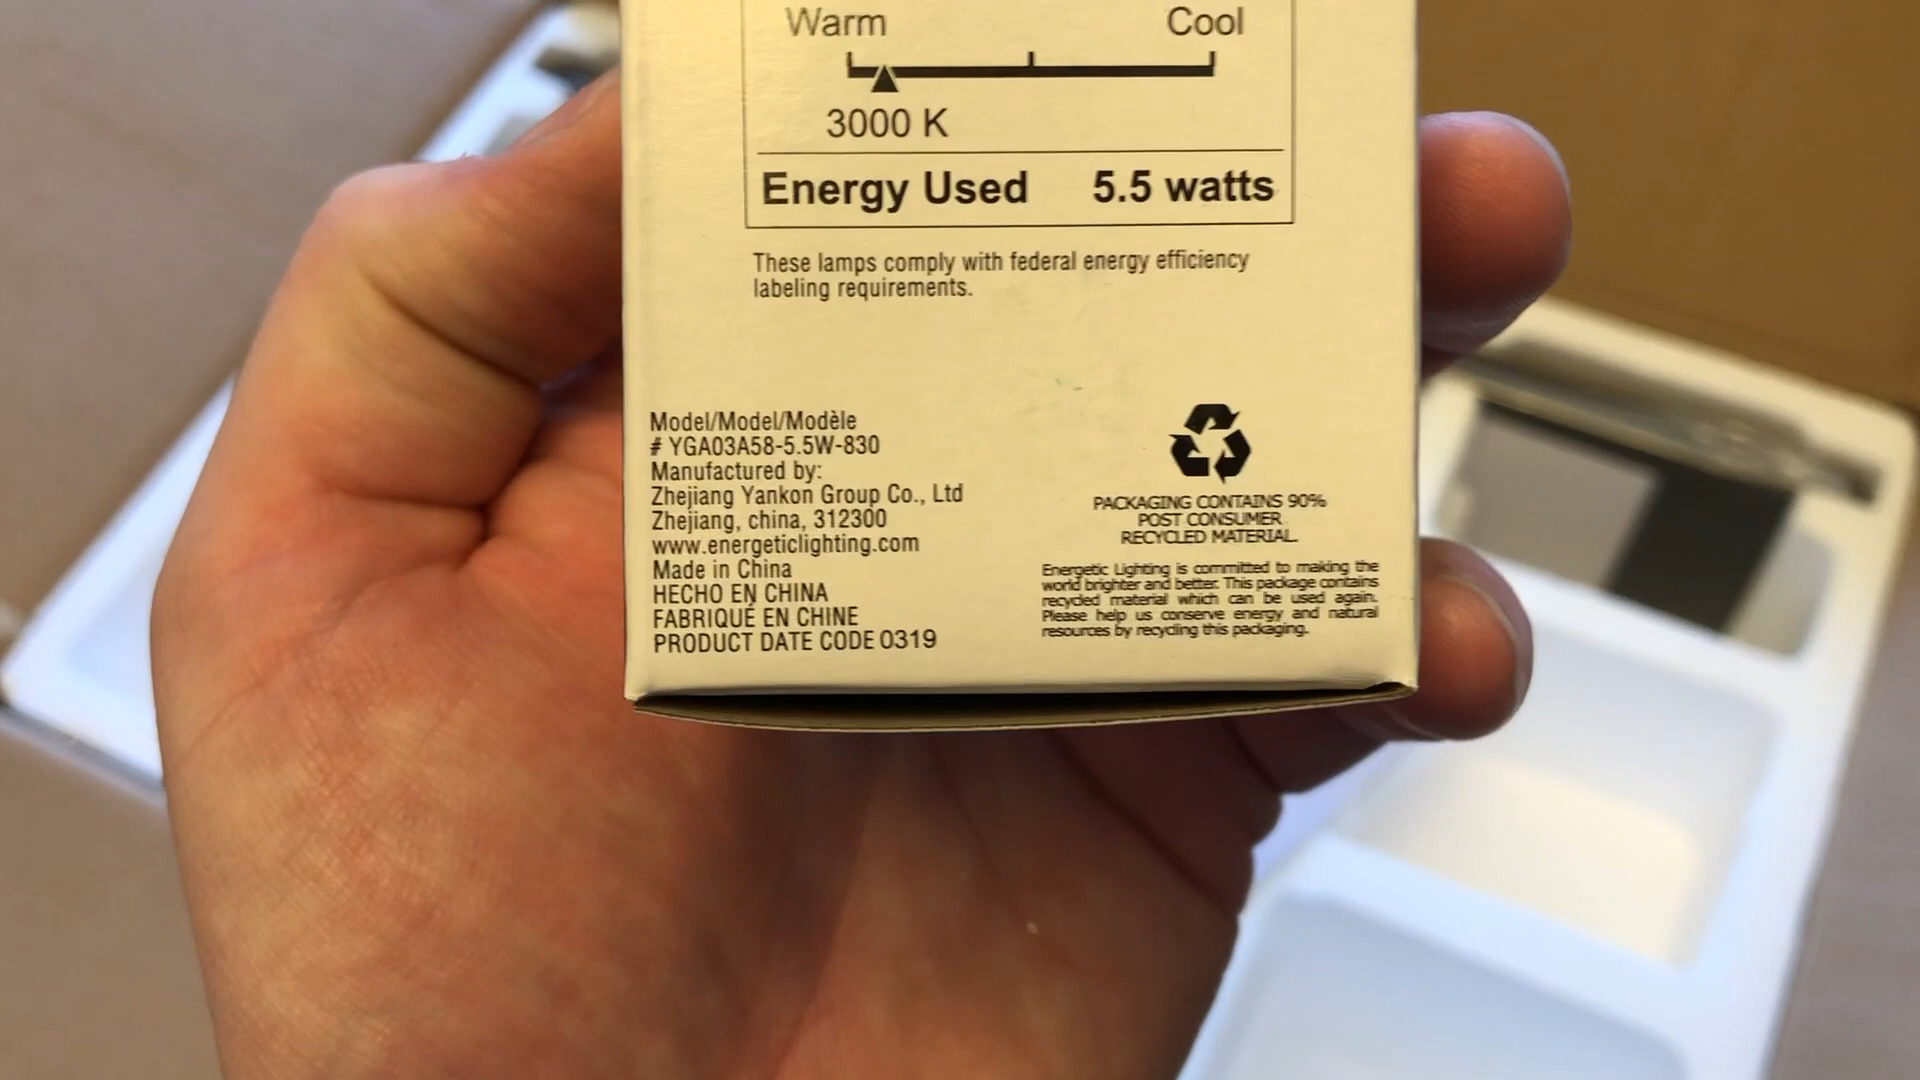 Warm Cool
3000 K
Energy Used 5.5 watts
These lamps comply with federal energy efficiency
labeling requirements.
Model/Model/Modèle
# YGA03A58-5.5W-830
Manufactured by:
Zhejiang Yankon Group Co., Ltd
Zhejiang, china, 312300
www.energeticlighting.com
Made in China
HECHO EN CHINA
FABRIQUÉ EN CHINE
PRODUCT DATE CODE 0319
PACKAGING CONTAINS 90%
POST CONSUMER
RECYCLED MATERIAL.
Energetic Lighting is committed to making the
world brighter and better. This package contains
recycled material which can be used again.
Please help us conserve energy and natural
resources by recycling this packaging.